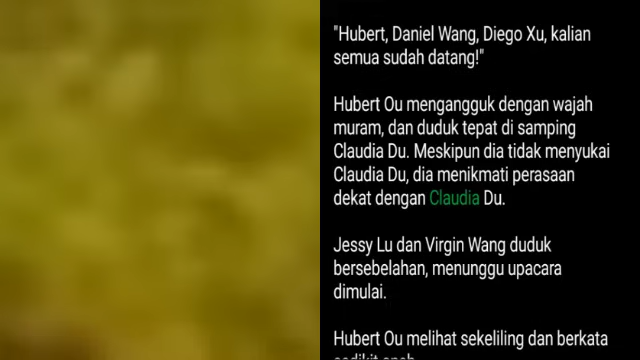 "Hubert, Daniel Wang, Diego Xu, kalian
semua sudah datang!"
Hubert Ou mengangguk dengan wajah
muram, dan duduk tepat di samping
Claudia Du. Meskipun dia tidak menyukai
Claudia Du, dia menikmati perasaan
dekat dengan Claudia Du.
Jessy Lu dan Virgin Wang duduk
bersebelahan, menunggu upacara
dimulai.
Hubert Ou melihat sekeliling dan berkata